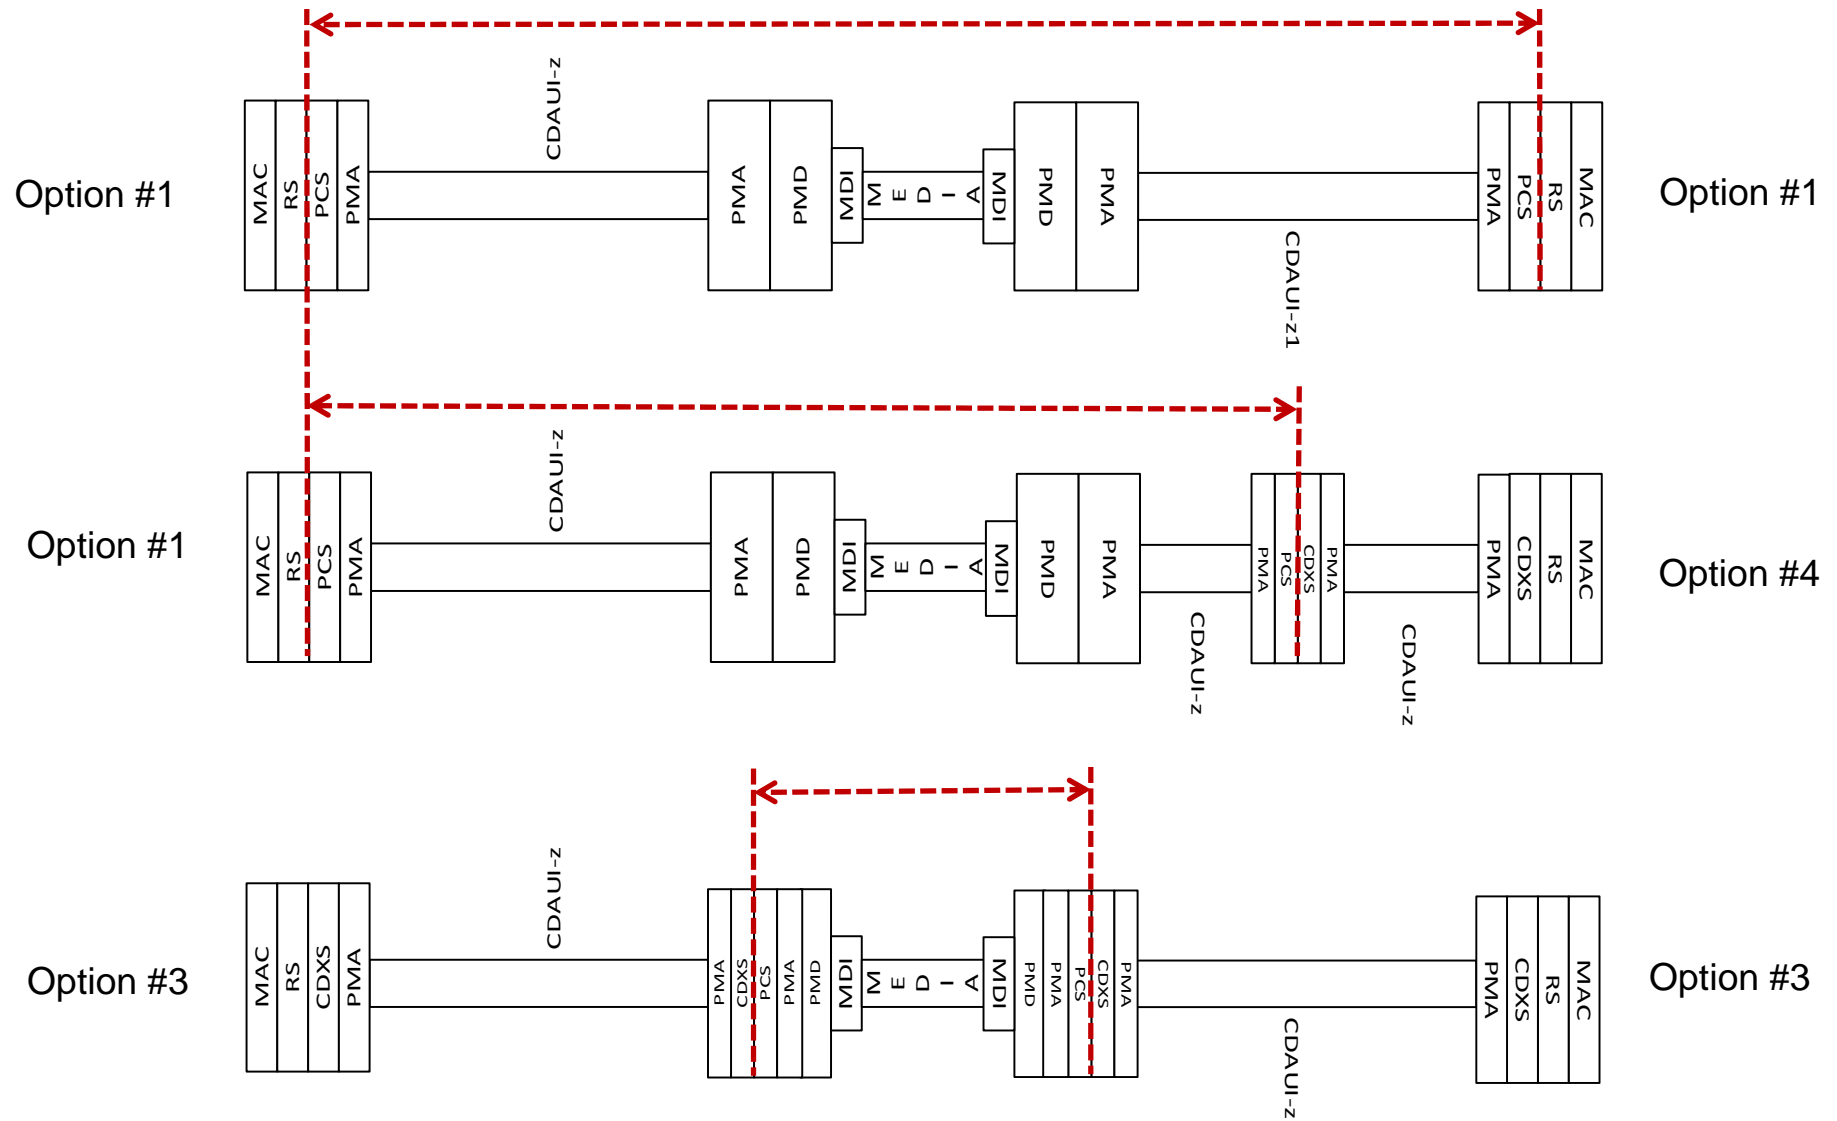 CDAUI-z
Option #1
MAC
RS
PCS
PMA
PMA
PMD
MDI
MEDIA
MDI
PMD
PMA
CDAUI-z1
PMA
PCS
RS
MAC
Option #1
CDAUI-z
Option #1
MAC
RS
PCS
PMA
PMA
PMD
MDI
MEDIA
MDI
PMD
PMA
CDAUI-z
PMA
PCS
CDXS
PMA
CDAUI-z
PMA
CDXS
RS
MAC
Option #4
CDAUI-z
Option #3
MAC
RS
CDXS
PMA
PMA
CDXS
PCS
PMA
PMD
MDI
MEDIA
MDI
PMD
PMA
PCS
CDXS
PMA
CDAUI-z
PMA
CDXS
RS
MAC
Option #3